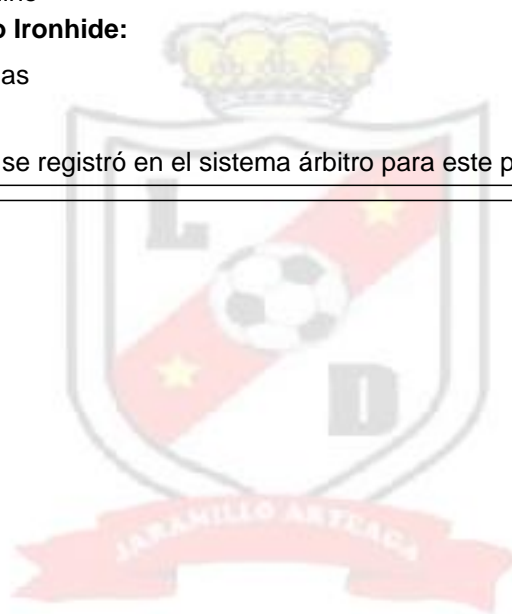 o Ironhide:
as
se registró en el sistema árbitro para este p
L
D
JARAMILLO ARTEAGA